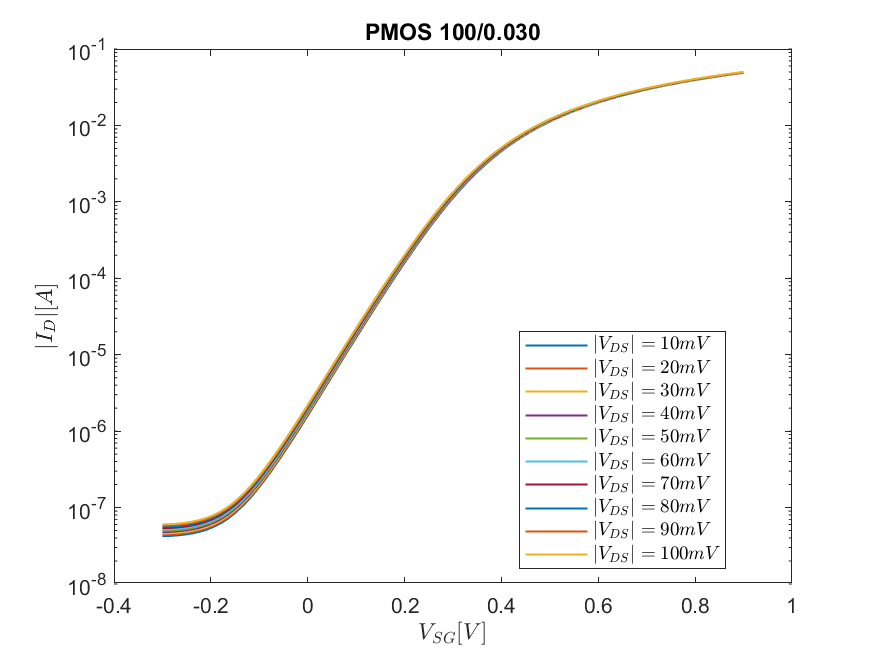 PMOS 100/0.030
10^-1
10^-2
10^-3
10^-4
10^-5
10^-6
10^-7
10^-8
|I_D|[A]
|V_DS| = 10mV
|V_DS| = 20mV
|V_DS| = 30mV
|V_DS| = 40mV
|V_DS| = 50mV
|V_DS| = 60mV
|V_DS| = 70mV
|V_DS| = 80mV
|V_DS| = 90mV
|V_DS| = 100mV
-0.4 -0.2 0 0.2 0.4 0.6 0.8 1
V_SG[V]